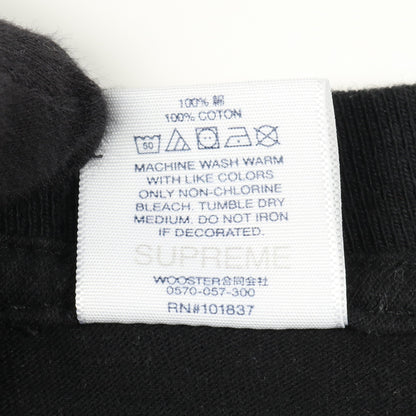 100% 綿
100% COTON
50
MACHINE WASH WARM
WITH LIKE COLORS
ONLY NON-CHLORINE
BLEACH. TUMBLE DRY
MEDIUM. DO NOT IRON
IF DECORATED.
SUPREME
WOOSTER合同会社
0570-057-300
RN#101837